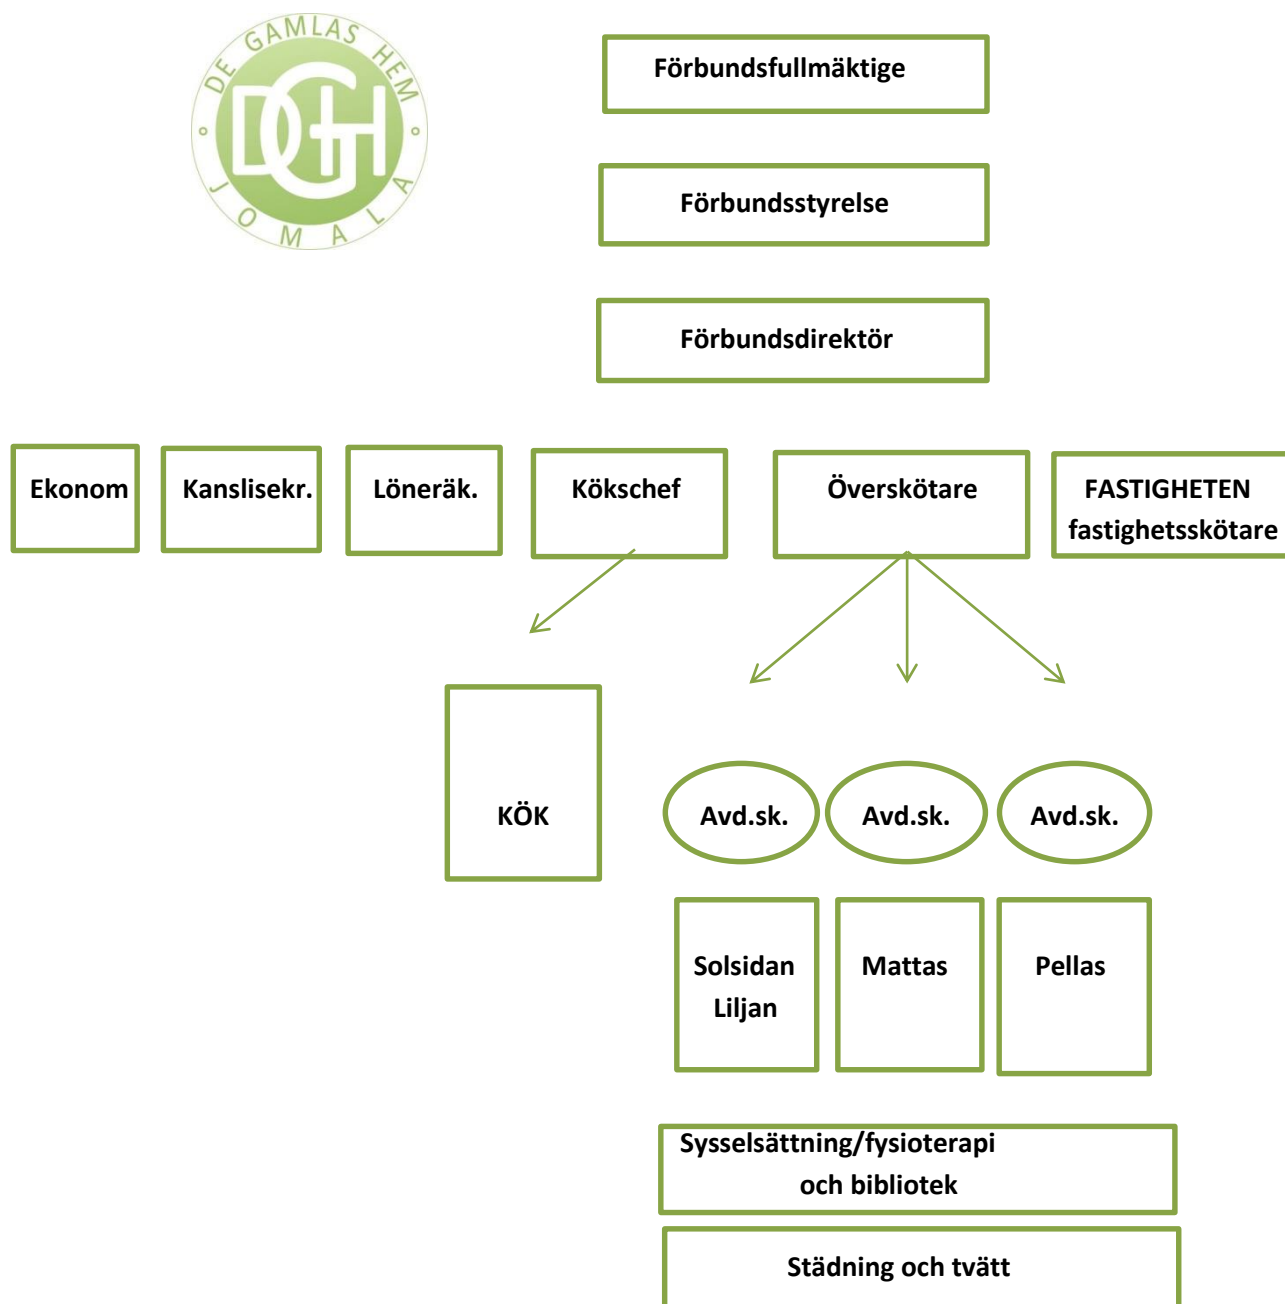 DE GAMLAS HEM
DGH
JOMALA
Förbundsfullmäktige
Förbundsstyrelse
Förbundsdirektör
Ekonom
Kanslisekr.
Löneräk.
Kökschef
Överskötare
FASTIGHETEN
fastighetsskötare
KÖK
Avd.sk.
Avd.sk.
Avd.sk.
Solsidan
Liljan
Mattas
Pellas
Sysselsättning/fysioterapi
och bibliotek
Städning och tvätt